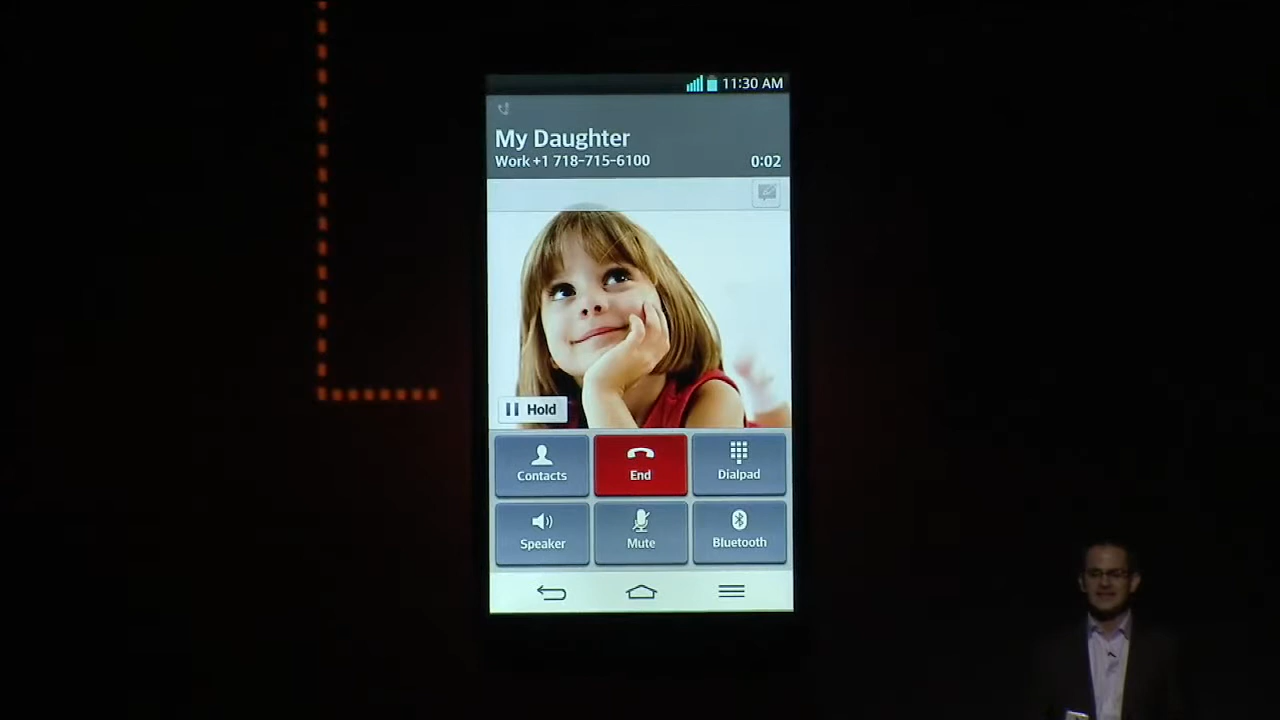 11:30 AM
My Daughter
Work +1 718-715-6100 0:02
Hold
Contacts End Dialpad
Speaker Mute Bluetooth